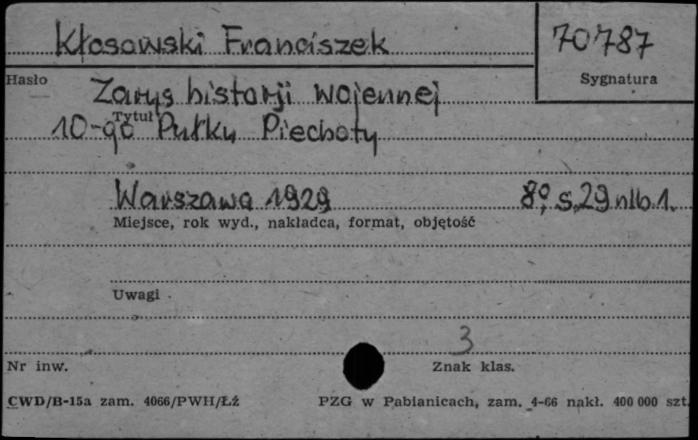 Kłosowski Franciszek
70787
Hasło
Sygnatura
Zarys historji wojennej
Tytuł
10-go Pułku Piechoty
Warszawa 1929 8°, s. 29 nlb. 1.
Miejsce, rok wyd., nakładca, format, objętość
Uwagi
3
Nr inw. Znak klas.
CWD/B-15a zam. 4066/PWH/ŁŻ PZG w Pabianicach, zam. 4-66 nakł. 400 000 szt.